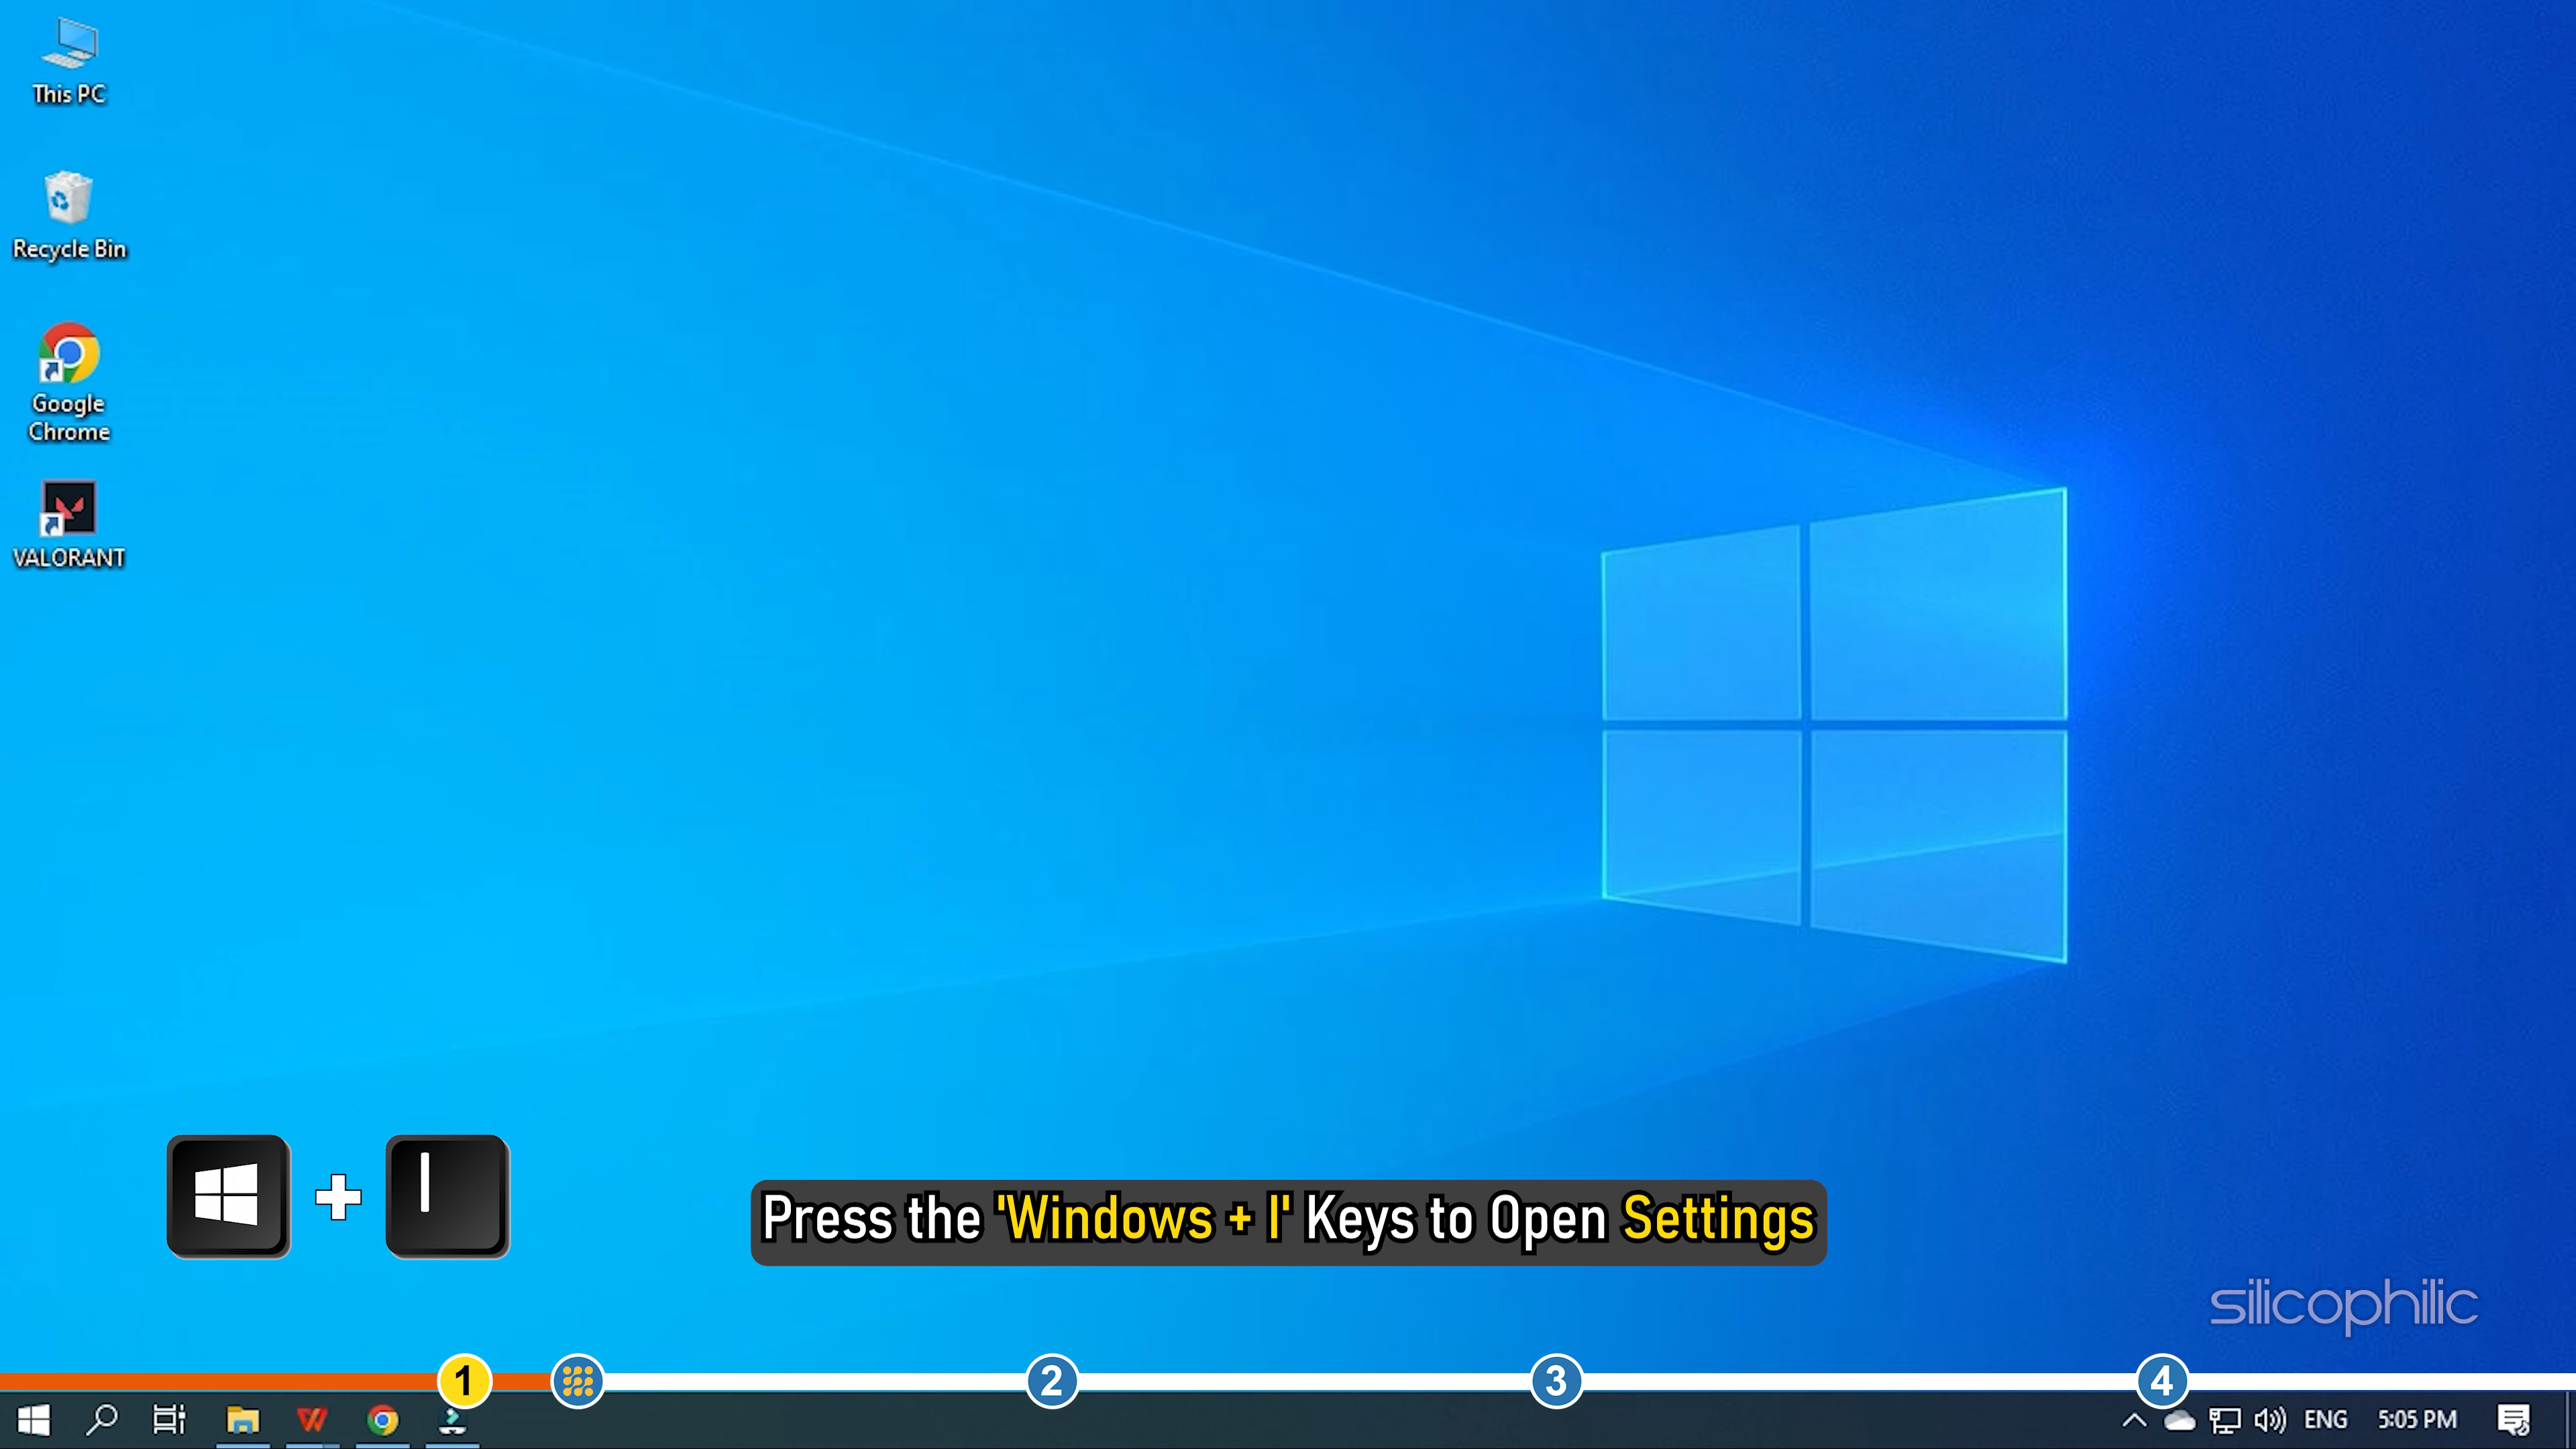 This PC
Recycle Bin
Google
Chrome
VALORANT
I
Press the 'Windows + I' Keys to Open Settings
silicophilic
1
2
3
4
ENG
5:05 PM